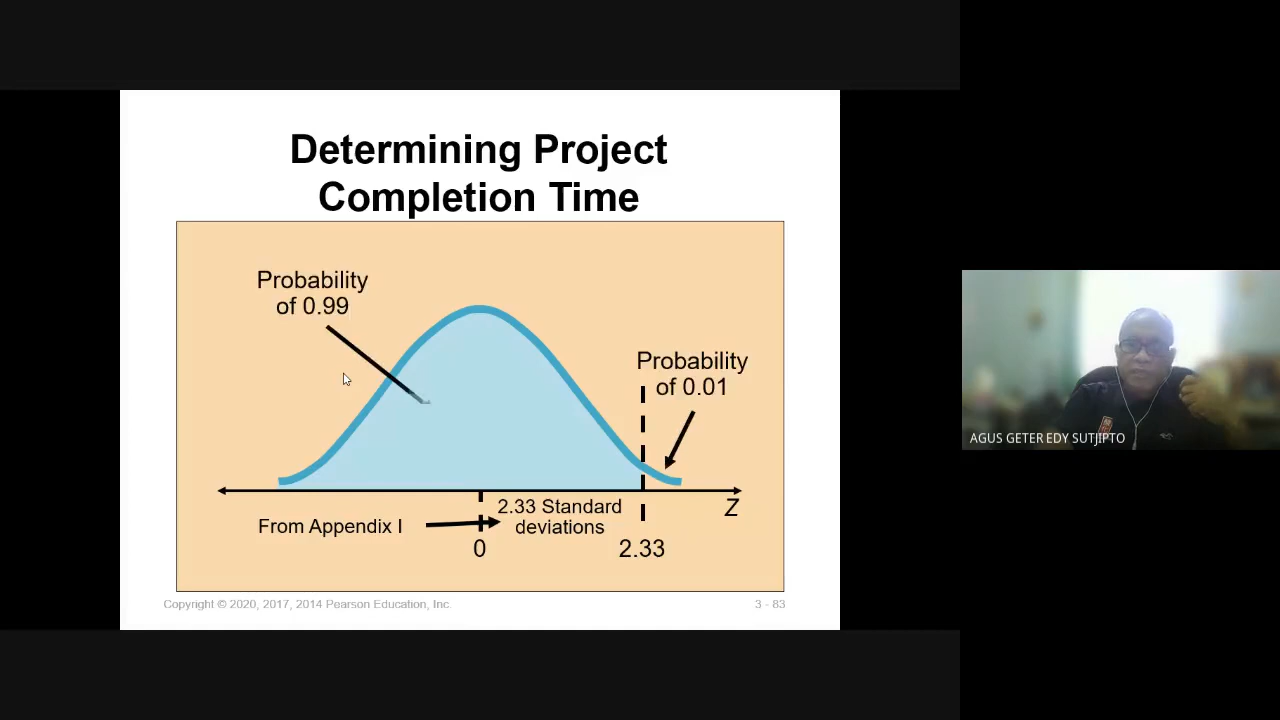 Determining Project
Completion Time
Probability
of 0.99
Probability
of 0.01
2.33 Standard
deviations
From Appendix I
Z
0
2.33
Copyright © 2020, 2017, 2014 Pearson Education, Inc.
3 - 83
AGUS GETER EDY SUTJIPTO